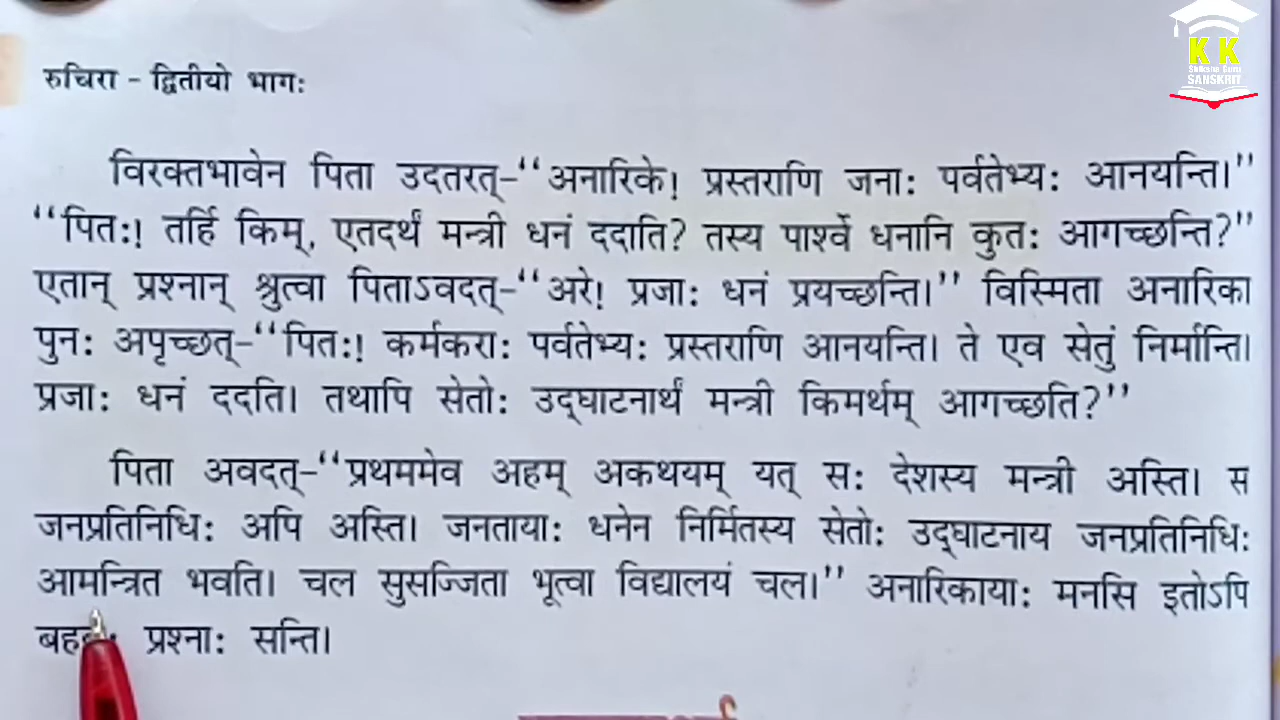 K K
Shiksha Guru
SANSKRIT
रुचिरा - द्वितीयो भागः
विरक्तभावेन पिता उदतरत्-“अनारिके! प्रस्तराणि जनाः पर्वतेभ्यः आनयन्ति।”
“पितः! तर्हि किम्, एतदर्थं मन्त्री धनं ददाति? तस्य पार्श्वे धनानि कुतः आगच्छन्ति?”
एतान् प्रश्नान् श्रुत्वा पिताऽवदत्-“अरे! प्रजाः धनं प्रयच्छन्ति।” विस्मिता अनारिका
पुनः अपृच्छत्-“पितः! कर्मकराः पर्वतेभ्यः प्रस्तराणि आनयन्ति। ते एव सेतुं निर्मान्ति।
प्रजाः धनं ददति। तथापि सेतोः उद्घाटनार्थं मन्त्री किमर्थम् आगच्छति?”
पिता अवदत्-“प्रथममेव अहम् अकथयम् यत् सः देशस्य मन्त्री अस्ति। स
जनप्रतिनिधिः अपि अस्ति। जनतायाः धनेन निर्मितस्य सेतोः उद्घाटनाय जनप्रतिनिधिः
आमन्त्रित भवति। चल सुसज्जिता भूत्वा विद्यालयं चल।” अनारिकायाः मनसि इतोऽपि
प्रश्नाः सन्ति।